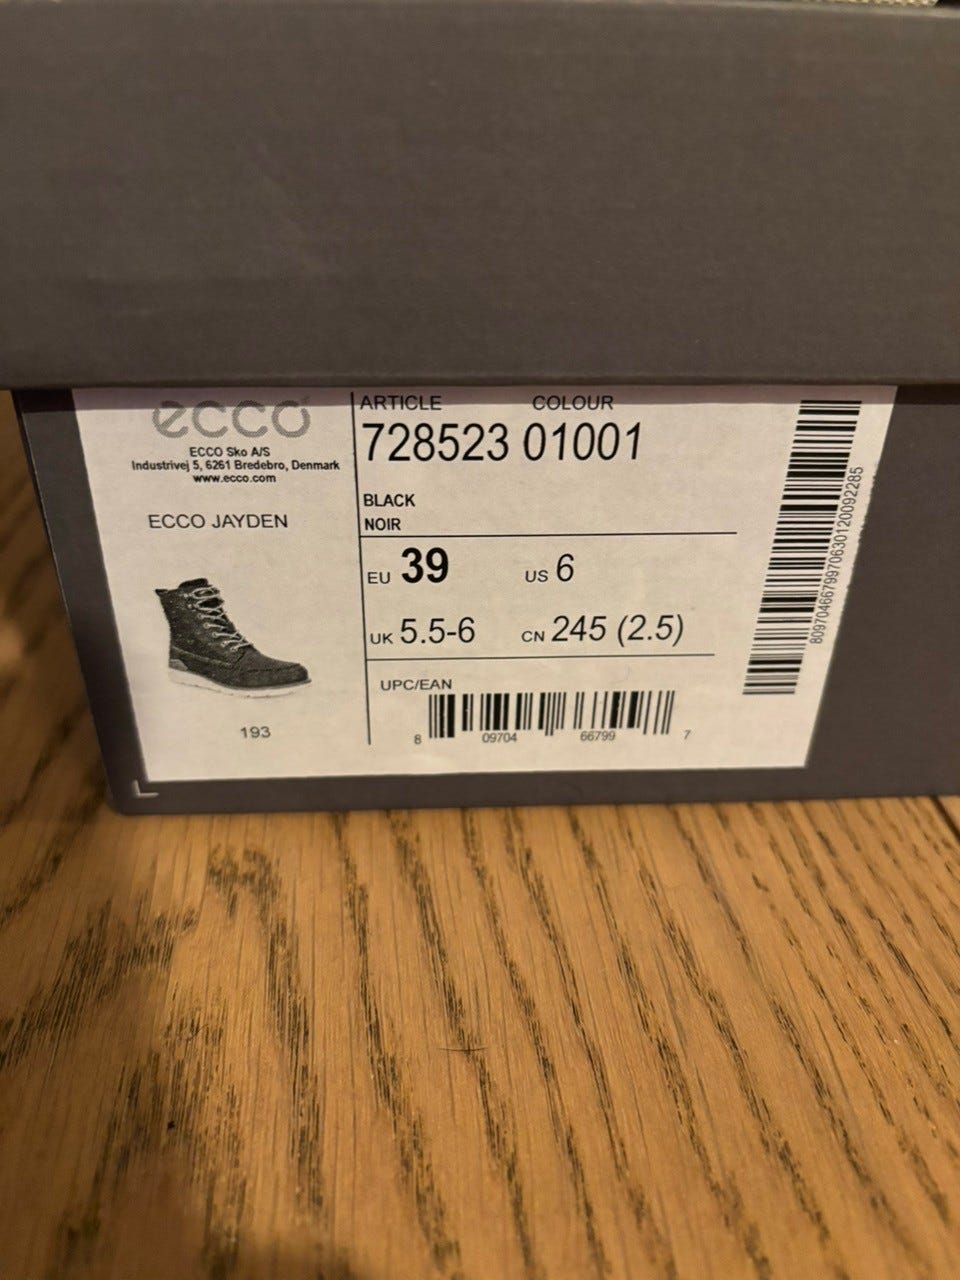 ecco
ECCO Sko A/S
Industrivej 5, 6261 Bredebro, Denmark
www.ecco.com
ECCO JAYDEN
193
ARTICLE COLOUR
728523 01001
BLACK
NOIR
EU 39 US 6
UK 5.5-6 CN 245 (2.5)
UPC/EAN
8 09704 66799 7
8097046679970630120092285